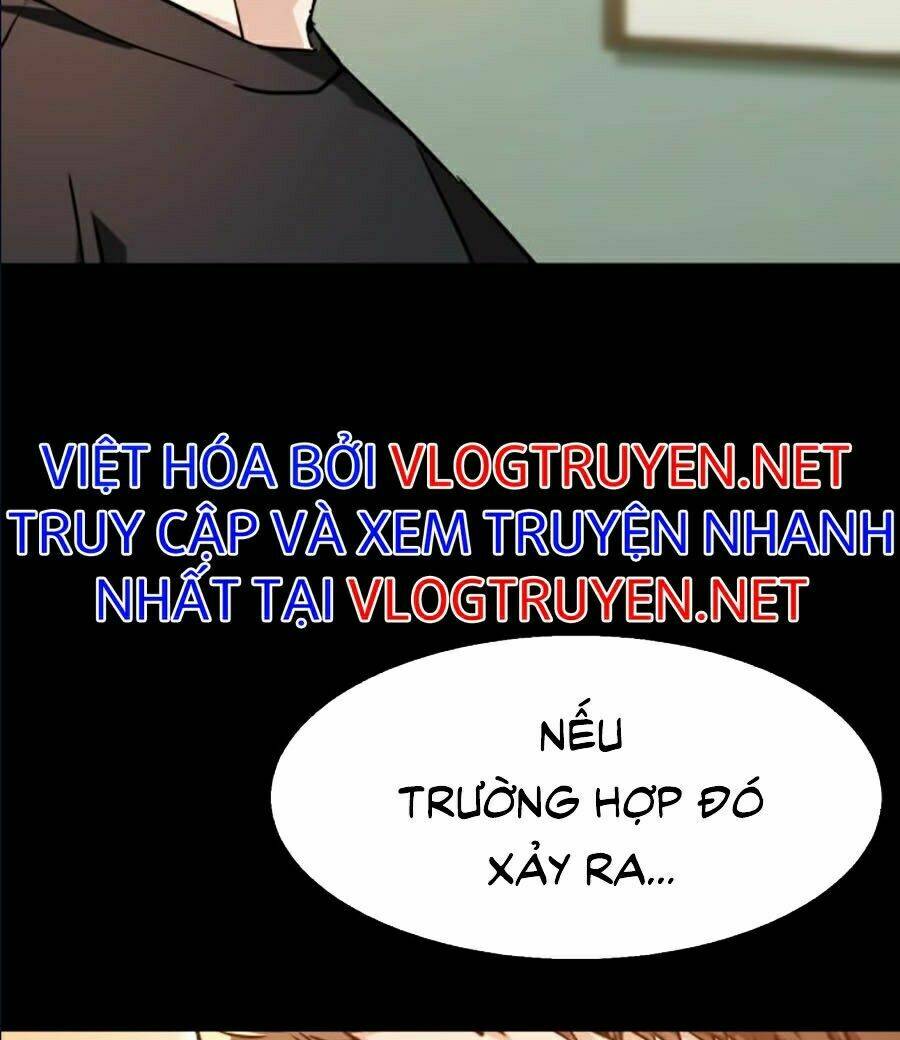 VIỆT HÓA BỞI VLOGTRUYEN.NET
TRUY CẬP VÀ XEM TRUYỆN NHANH
NHẤT TẠI VLOGTRUYEN.NET
NẾU
TRƯỜNG HỢP ĐÓ
XẢY RA...